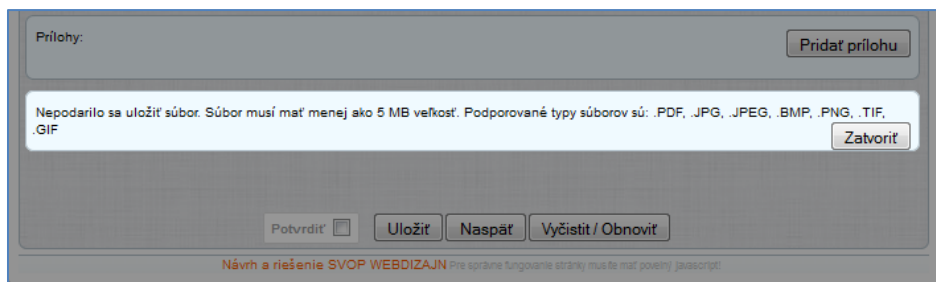 Prílohy:
Pridať prílohu
Nepodarilo sa uložiť súbor. Súbor musí mať menej ako 5 MB veľkosť. Podporované typy súborov sú: .PDF, .JPG, .JPEG, .BMP, .PNG, .TIF,
.GIF
Zatvoriť
Potvrdiť Uložiť Naspäť Vyčistit / Obnoviť
Návrh a riešenie SVOP WEBDIZAJN Pre správne fungovanie stránky musíte mať povelný javascript!